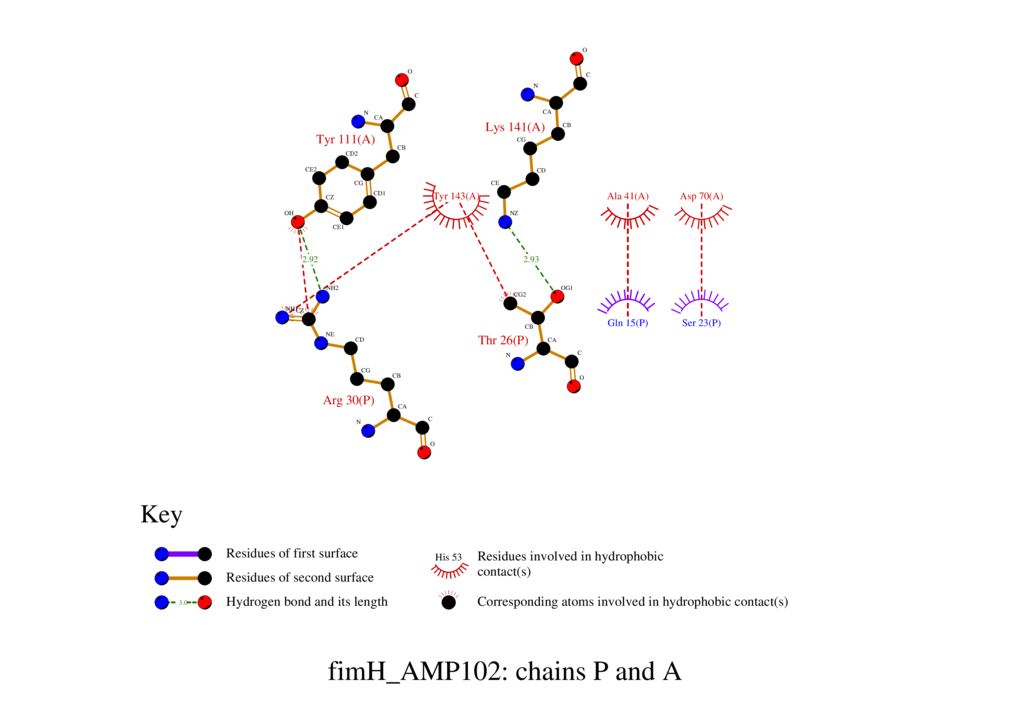 O
C
N
CA
CB
Tyr 111(A)
CD2
CE2
CG
CD1
CZ
OH
CE1
O
C
N
CA
CB
Lys 141(A)
CG
CD
CE
NZ
Tyr 143(A)
Ala 41(A)
Asp 70(A)
2.92
2.93
NH2
CZ
NE
CD
CG
CB
Arg 30(P)
CA
N
C
O
OG1
CG2
CB
Thr 26(P)
CA
N
C
O
Gln 15(P)
Ser 23(P)
Key
Residues of first surface
Residues of second surface
3.0
Hydrogen bond and its length
His 53
Residues involved in hydrophobic
contact(s)
Corresponding atoms involved in hydrophobic contact(s)
fimH_AMP102: chains P and A